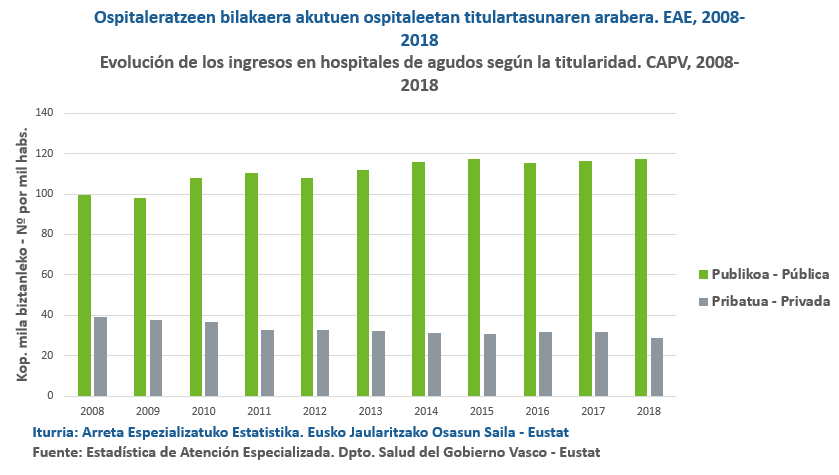 Ospitaleratzeen bilakaera akutuen ospitaleetan titulartasunaren arabera. EAE, 2008-
2018
Evolución de los ingresos en hospitales de agudos según la titularidad. CAPV, 2008-
2018
Kop. mila biztanleko - Nº por mil habs.
140
120
100
80
60
40
20
0
2008 2009 2010 2011 2012 2013 2014 2015 2016 2017 2018
Publikoa - Pública
Pribatua - Privada
Iturria: Arreta Espezializatuko Estatistika. Eusko Jaularitzako Osasun Saila - Eustat
Fuente: Estadística de Atención Especializada. Dpto. Salud del Gobierno Vasco - Eustat